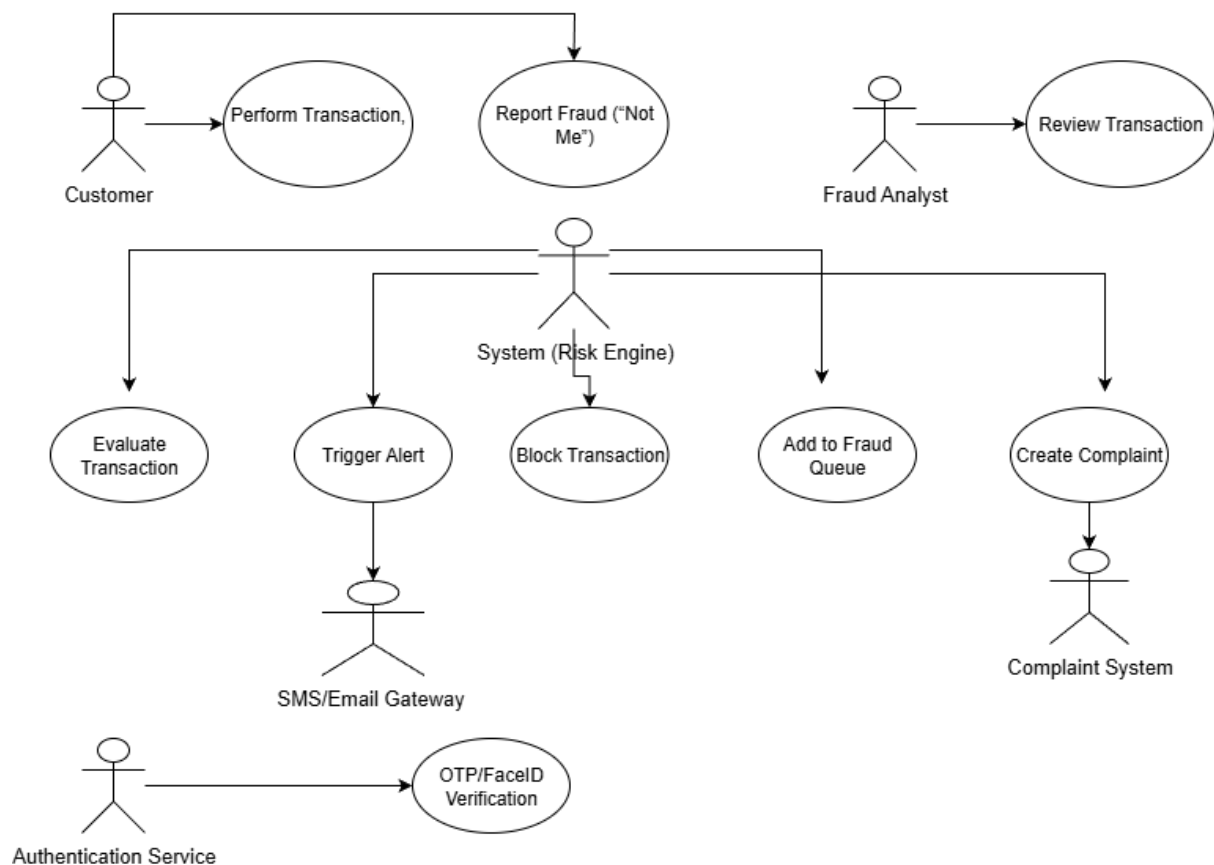 Perform Transaction,
Report Fraud (“Not
Me”)
Review Transaction
Customer
Fraud Analyst
System (Risk Engine)
Evaluate
Transaction
Trigger Alert
Block Transaction
Add to Fraud
Queue
Create Complaint
SMS/Email Gateway
Complaint System
OTP/FaceID
Verification
Authentication Service